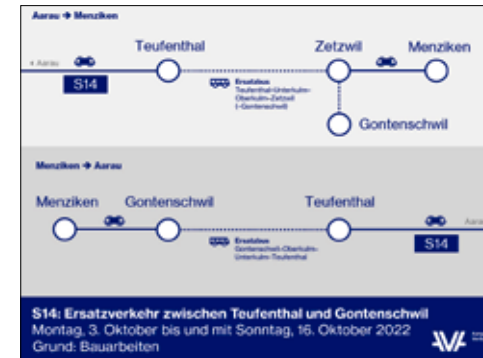 Aarau → Menziken
Teufenthal
Zetzwil
Menziken
Aarau
S14
Ersatzbus
Teufenthal-Unterkulm-
Oberkulm-Zetzwil
(-Gontenschwil)
Gontenschwil
Menziken → Aarau
Menziken
Gontenschwil
Teufenthal
Aarau
Ersatzbus
Gontenschwil-Oberkulm-
Unterkulm-Teufenthal
S14
S14: Ersatzverkehr zwischen Teufenthal und Gontenschwil
Montag, 3. Oktober bis und mit Sonntag, 16. Oktober 2022
Grund: Bauarbeiten